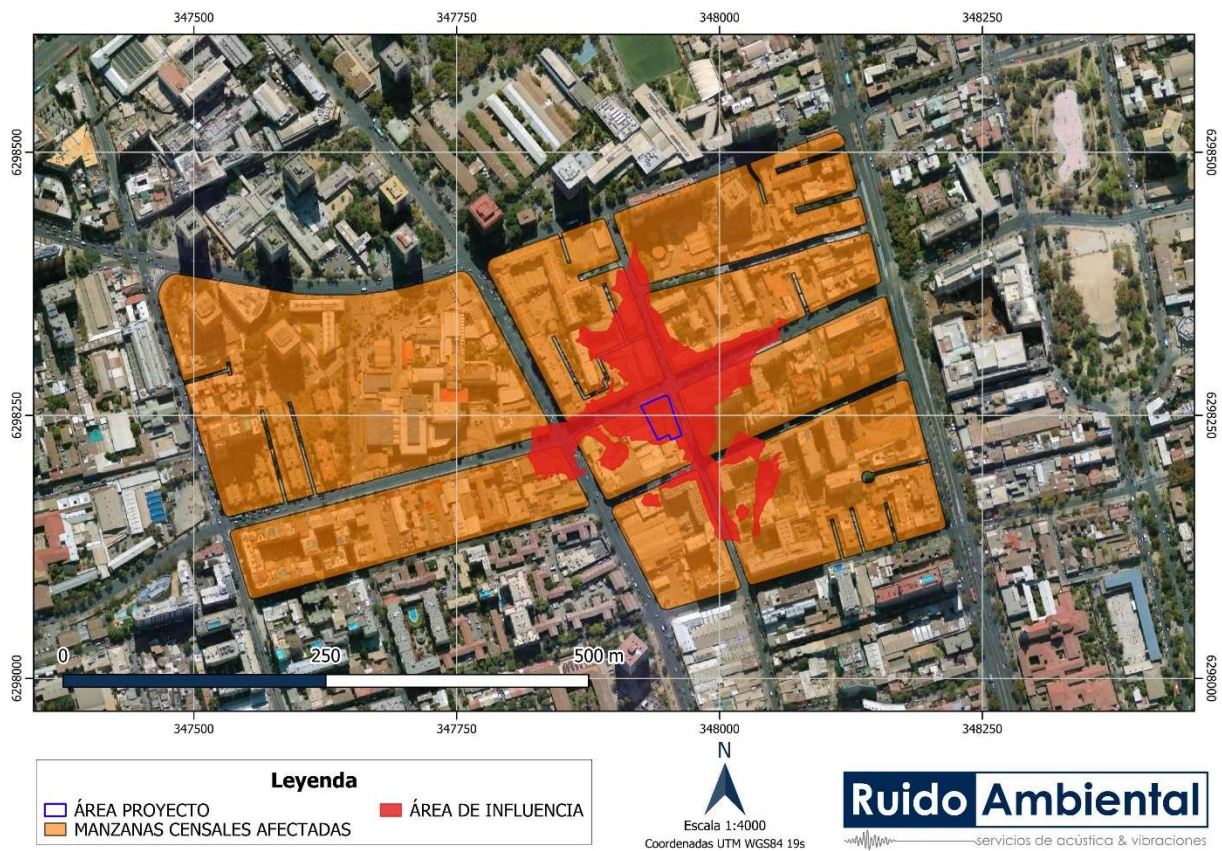 347500 347750 348000 348250
6298500 6298500
6298250 6298250
6298000 6298000
0 250 500 m
347500 347750 348000 348250
Leyenda
ÁREA PROYECTO
ÁREA DE INFLUENCIA
MANZANAS CENSALES AFECTADAS
N
Escala 1:4000
Coordenadas UTM WGS84 19s
Ruido Ambiental
servicios de acústica & vibraciones